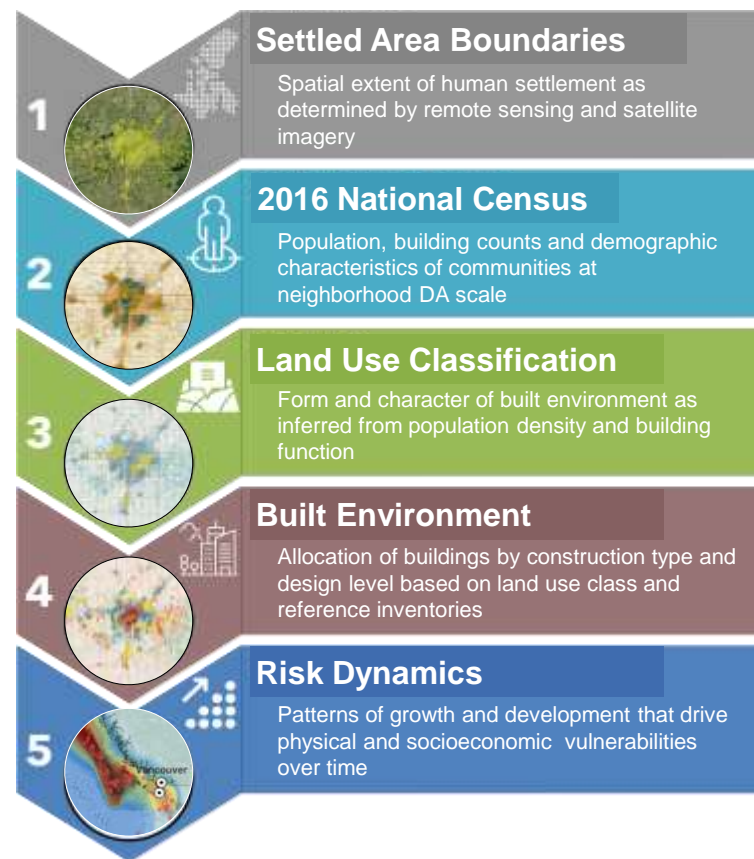 1
Settled Area Boundaries
Spatial extent of human settlement as
determined by remote sensing and satellite
imagery
2
2016 National Census
Population, building counts and demographic
characteristics of communities at
neighborhood DA scale
3
Land Use Classification
Form and character of built environment as
inferred from population density and building
function
4
Built Environment
Allocation of buildings by construction type and
design level based on land use class and
reference inventories
5
Risk Dynamics
Patterns of growth and development that drive
physical and socioeconomic vulnerabilities
over time
Vancouver